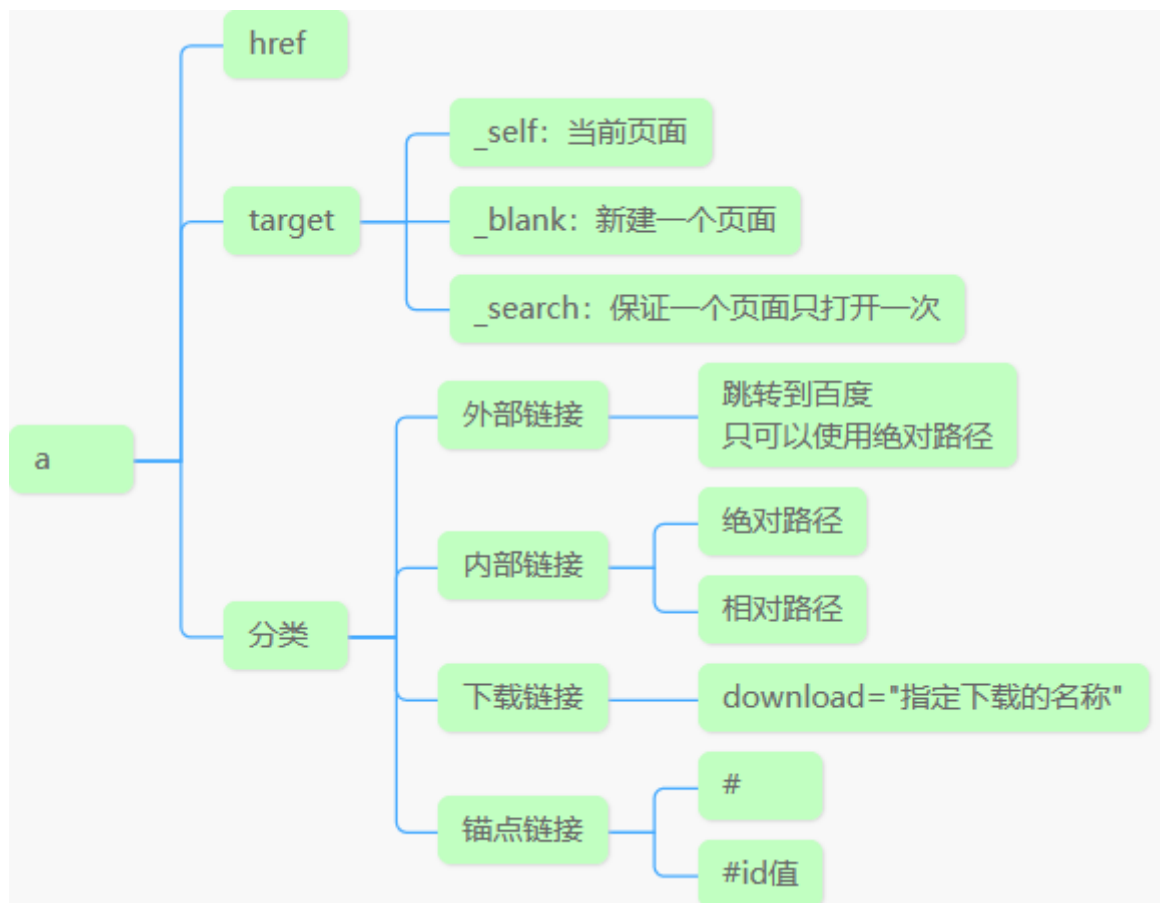 a
href
target
_self：当前页面
_blank：新建一个页面
_search：保证一个页面只打开一次
分类
外部链接
跳转到百度
只可以使用绝对路径
内部链接
绝对路径
相对路径
下载链接
download="指定下载的名称"
锚点链接
#
#id值